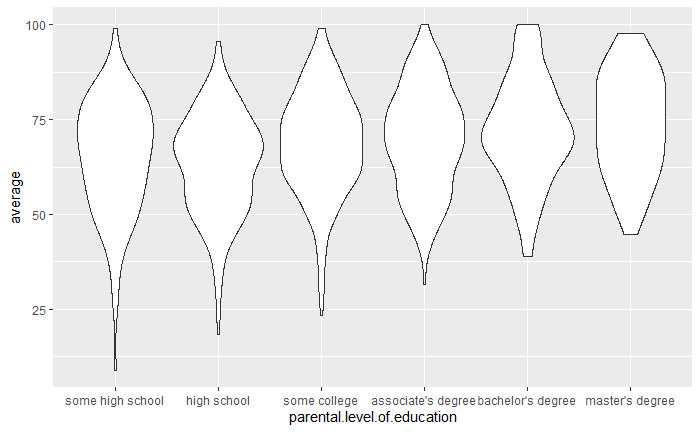 100
75
50
25
average
some high school high school some college associate's degree bachelor's degree master's degree
parental.level.of.education